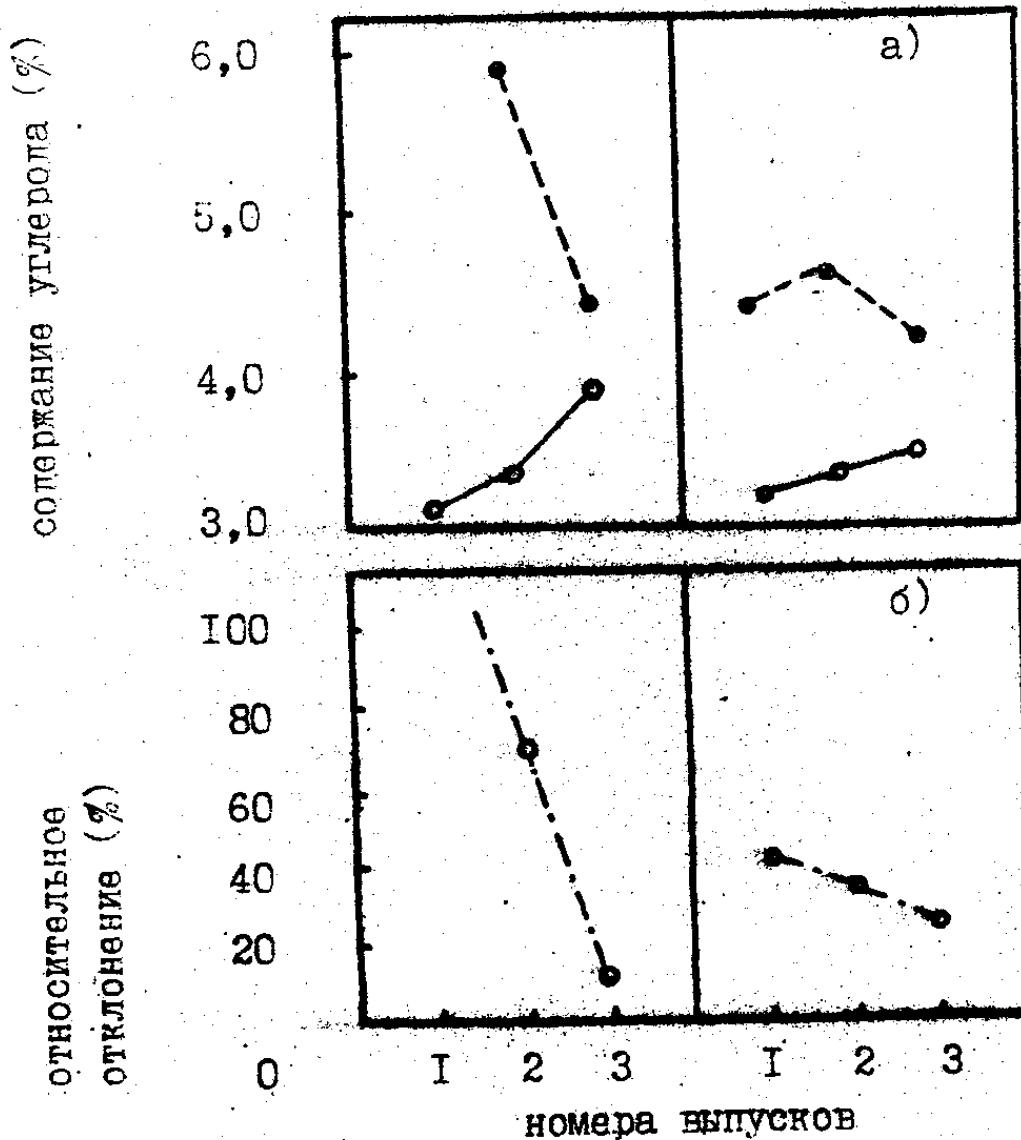 содержание углерода (%)
6,0
5,0
4,0
3,0
а)
относительное
отклонение (%)
I00
80
60
40
20
0
б)
I 2 3
I 2 3
номера выпусков